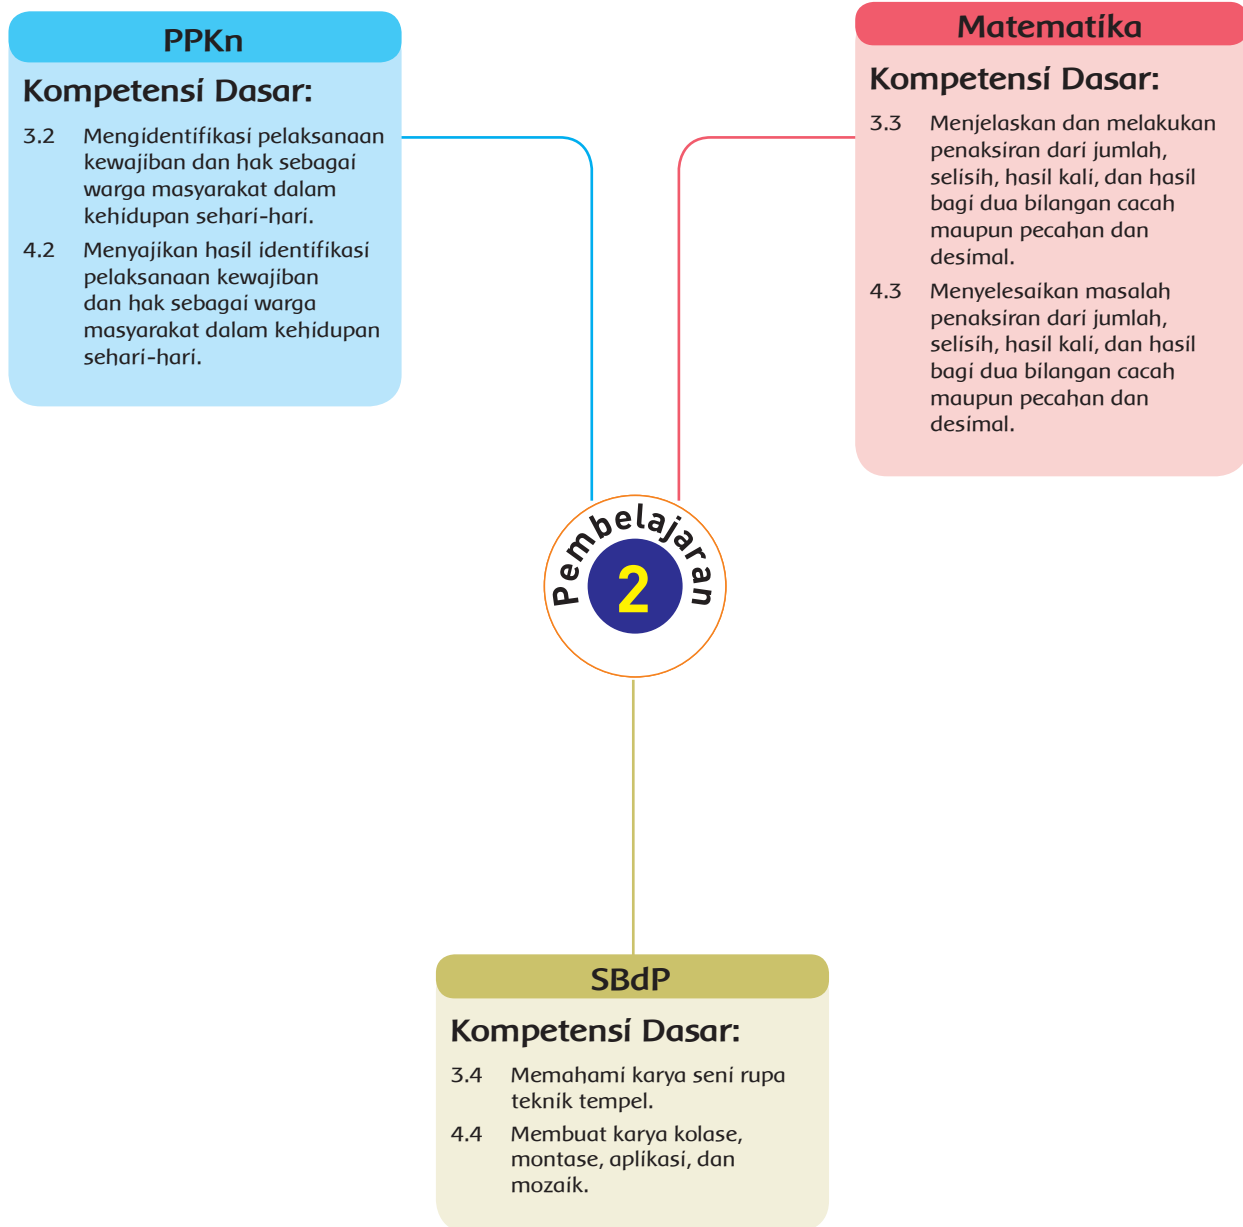 PPKn
Kompetensi Dasar:
3.2 Mengidentifikasi pelaksanaan
kewajiban dan hak sebagai
warga masyarakat dalam
kehidupan sehari-hari.
4.2 Menyajikan hasil identifikasi
pelaksanaan kewajiban
dan hak sebagai warga
masyarakat dalam kehidupan
sehari-hari.
Matematika
Kompetensi Dasar:
3.3 Menjelaskan dan melakukan
penaksiran dari jumlah,
selisih, hasil kali, dan hasil
bagi dua bilangan cacah
maupun pecahan dan
desimal.
4.3 Menyelesaikan masalah
penaksiran dari jumlah,
selisih, hasil kali, dan hasil
bagi dua bilangan cacah
maupun pecahan dan
desimal.
Pembelajaran
2
SBdP
Kompetensi Dasar:
3.4 Memahami karya seni rupa
teknik tempel.
4.4 Membuat karya kolase,
montase, aplikasi, dan
mozaik.